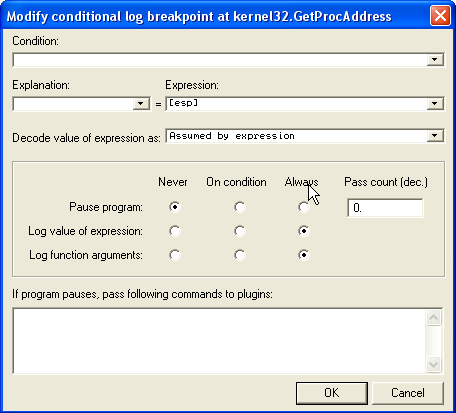 Modify conditional log breakpoint at kernel32.GetProcAddress
Condition:
Explanation: Expression:
= [esp]
Decode value of expression as: Assumed by expression
Never On condition Always Pass count (dec.)
Pause program: 0.
Log value of expression:
Log function arguments:
If program pauses, pass following commands to plugins:
OK Cancel